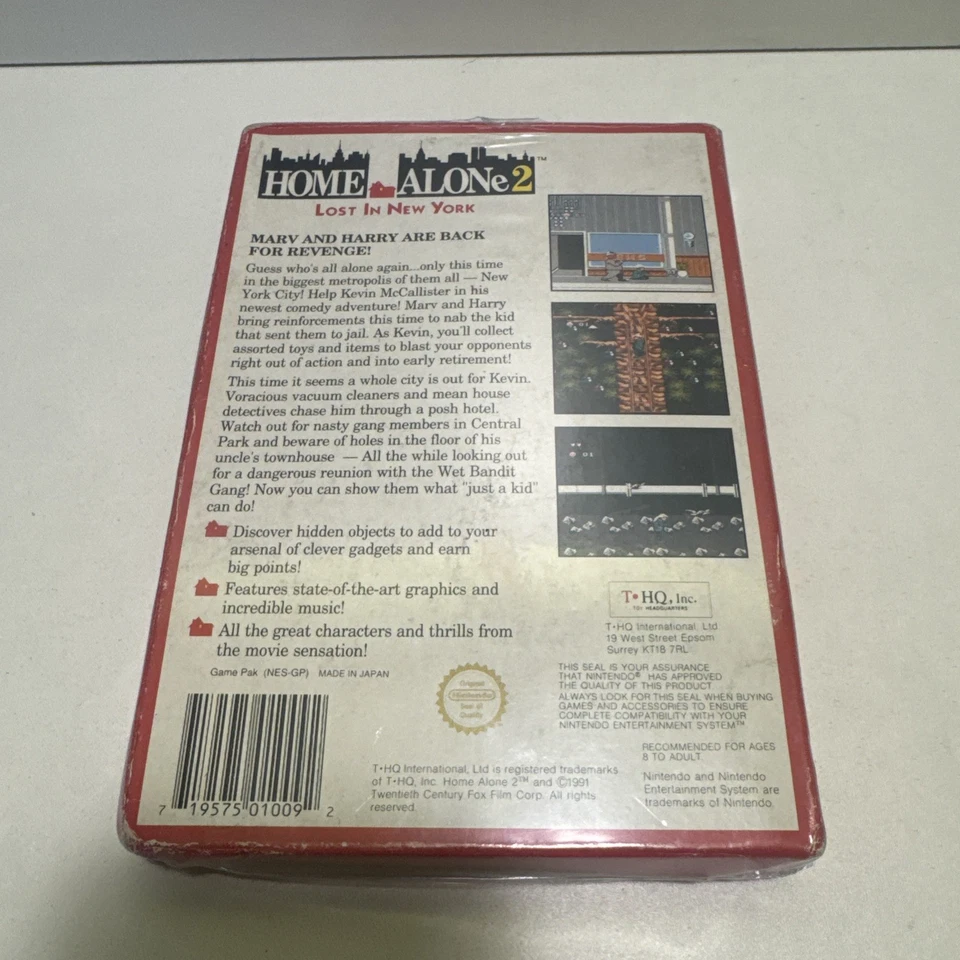 HOME ALONe 2 ™
LOST IN NEW YORK
MARV AND HARRY ARE BACK
FOR REVENGE!
Guess who's all alone again...only this time
in the biggest metropolis of them all — New
York City! Help Kevin McCallister in his
newest comedy adventure! Marv and Harry
bring reinforcements this time to nab the kid
that sent them to jail. As Kevin, you'll collect
assorted toys and items to blast your opponents
right out of action and into early retirement!
This time it seems a whole city is out for Kevin.
Voracious vacuum cleaners and mean house
detectives chase him through a posh hotel.
Watch out for nasty gang members in Central
Park and beware of holes in the floor of his
uncle's townhouse — All the while looking out
for a dangerous reunion with the Wet Bandit
Gang! Now you can show them what "just a kid"
can do!
Discover hidden objects to add to your
arsenal of clever gadgets and earn
big points!
Features state-of-the-art graphics and
incredible music!
All the great characters and thrills from
the movie sensation!
Game Pak (NES-GP) MADE IN JAPAN
T•HQ, Inc.
TOY HEADQUARTERS
T•HQ International, Ltd
19 West Street Epsom
Surrey KT18 7RL
THIS SEAL IS YOUR ASSURANCE
THAT NINTENDO® HAS APPROVED
THE QUALITY OF THIS PRODUCT.
ALWAYS LOOK FOR THIS SEAL WHEN BUYING
GAMES AND ACCESSORIES TO ENSURE
COMPLETE COMPATIBILITY WITH YOUR
NINTENDO ENTERTAINMENT SYSTEM™
Original
Nintendo
Seal of
Quality
RECOMMENDED FOR AGES
8 TO ADULT.
Nintendo and Nintendo
Entertainment System are
trademarks of Nintendo
T•HQ International, Ltd is registered trademarks
of T•HQ, Inc. Home Alone 2™ and ©1991
Twentieth Century Fox Film Corp. All rights
reserved.
7 19575 01009 2